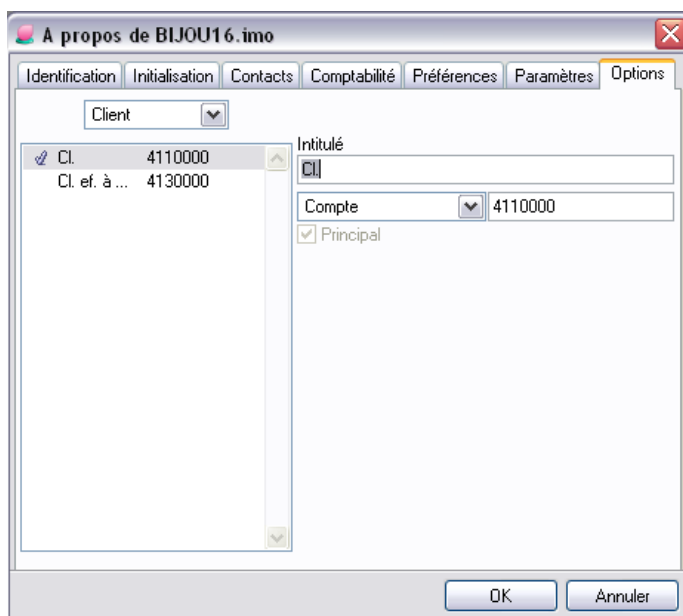 A propos de BIJOU16.imo
Identification Initialisation Contacts Comptabilité Préférences Paramètres Options
Client
Cl. 4110000
Cl. ef. à ... 4130000
Intitulé
Cl.
Compte 4110000
Principal
OK Annuler